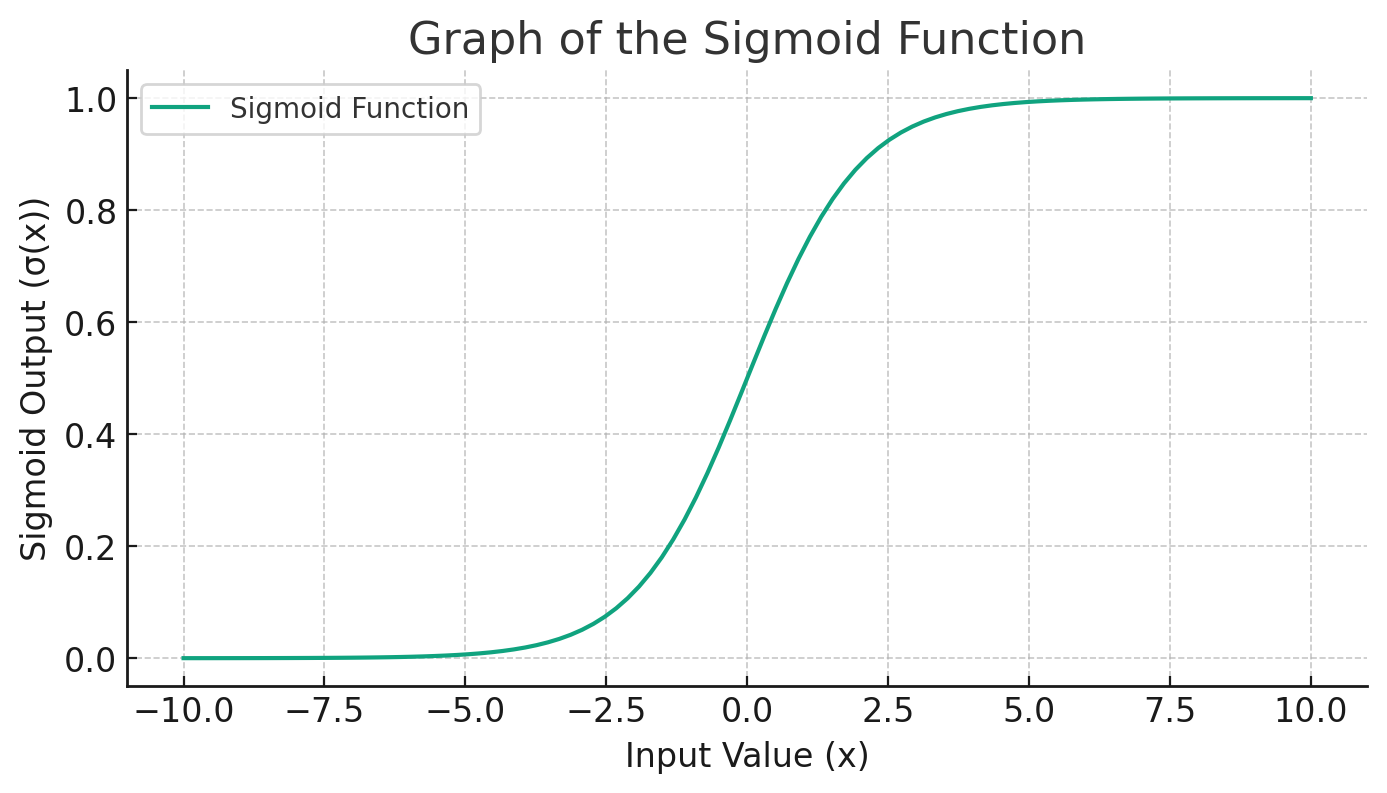 Graph of the Sigmoid Function
Sigmoid Function
Sigmoid Output (σ(x))
1.0
0.8
0.6
0.4
0.2
0.0
−10.0 −7.5 −5.0 −2.5 0.0 2.5 5.0 7.5 10.0
Input Value (x)